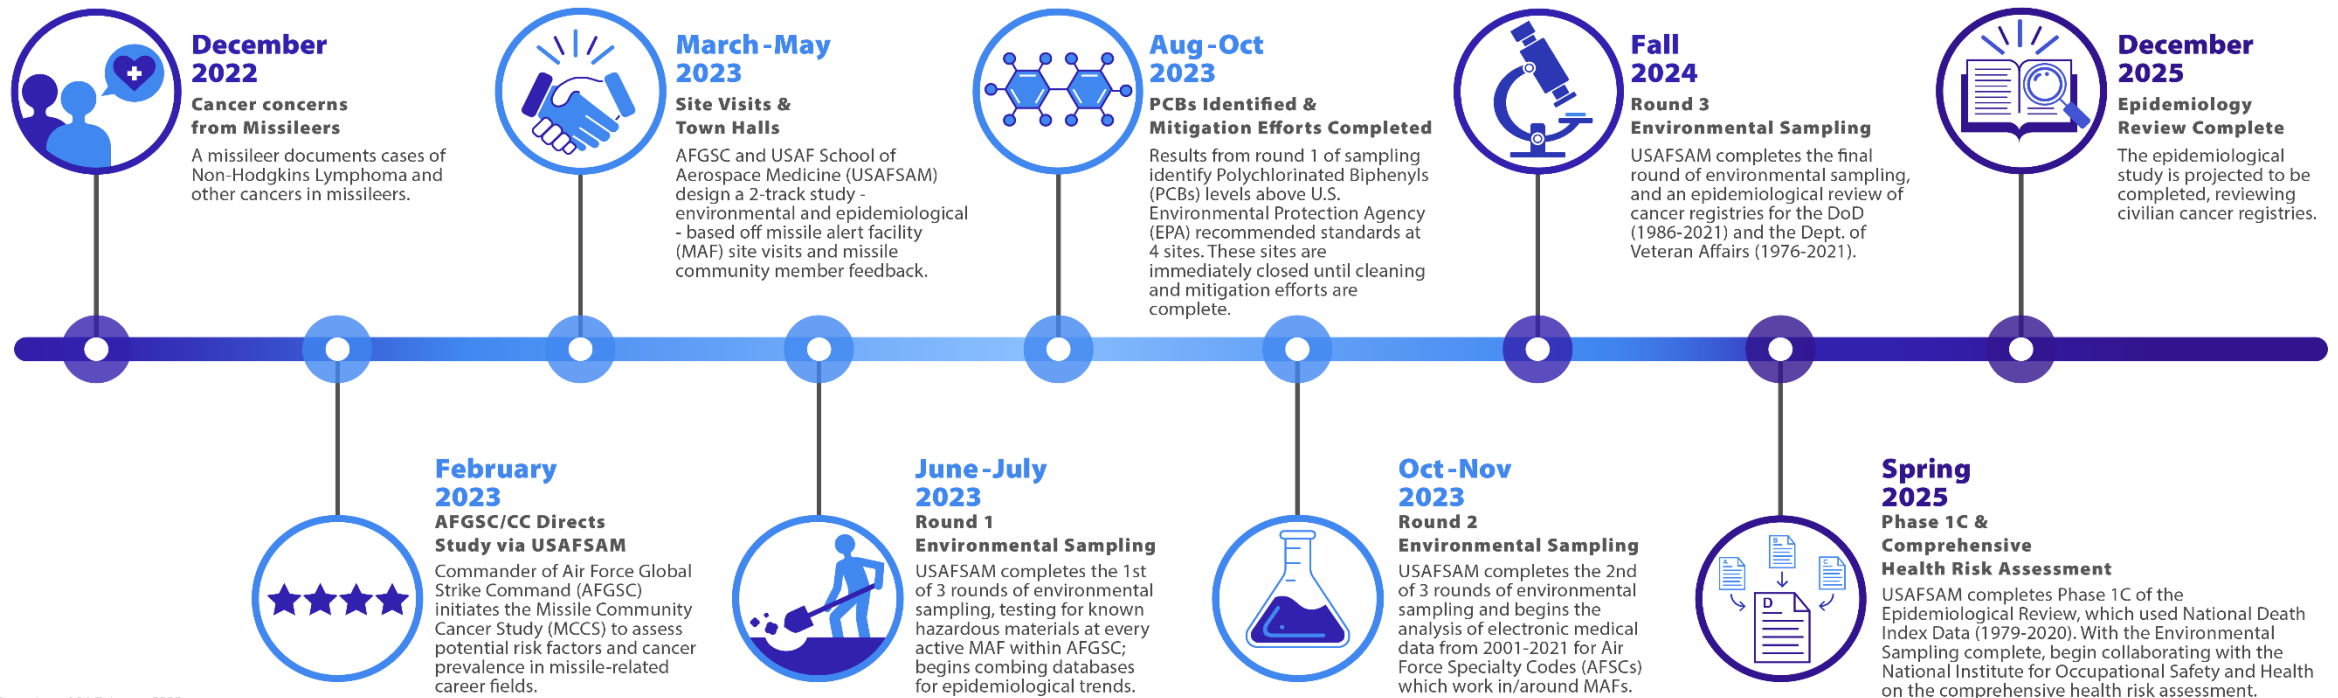 December
2022
Cancer concerns
from Missileers
A missileer documents cases of
Non-Hodgkins Lymphoma and
other cancers in missileers.
February
2023
AFGSC/CC Directs
Study via USAFSAM
Commander of Air Force Global
Strike Command (AFGSC)
initiates the Missile Community
Cancer Study (MCCS) to assess
potential risk factors and cancer
prevalence in missile-related
career fields.
March-May
2023
Site Visits &
Town Halls
AFGSC and USAF School of
Aerospace Medicine (USAFSAM)
design a 2-track study -
environmental and epidemiological
- based off missile alert facility
(MAF) site visits and missile
community member feedback.
June-July
2023
Round 1
Environmental Sampling
USAFSAM completes the 1st
of 3 rounds of environmental
sampling, testing for known
hazardous materials at every
active MAF within AFGSC;
begins combing databases
for epidemiological trends.
Aug-Oct
2023
PCBs Identified &
Mitigation Efforts Completed
Results from round 1 of sampling
identify Polychlorinated Biphenyls
(PCBs) levels above U.S.
Environmental Protection Agency
(EPA) recommended standards at
4 sites. These sites are
immediately closed until cleaning
and mitigation efforts are
complete.
Oct-Nov
2023
Round 2
Environmental Sampling
USAFSAM completes the 2nd
of 3 rounds of environmental
sampling and begins the
analysis of electronic medical
data from 2001-2021 for Air
Force Specialty Codes (AFSCs)
which work in/around MAFs.
Fall
2024
Round 3
Environmental Sampling
USAFSAM completes the final
round of environmental sampling,
and an epidemiological review of
cancer registries for the DoD
(1986-2021) and the Dept. of
Veteran Affairs (1976-2021).
A
B
C
D
Spring
2025
Phase 1C &
Comprehensive
Health Risk Assessment
USAFSAM completes Phase 1C of the
Epidemiological Review, which used National Death
Index Data (1979-2020). With the Environmental
Sampling complete, begin collaborating with the
National Institute for Occupational Safety and Health
on the comprehensive health risk assessment.
December
2025
Epidemiology
Review Complete
The epidemiological
study is projected to be
completed, reviewing
civilian cancer registries.